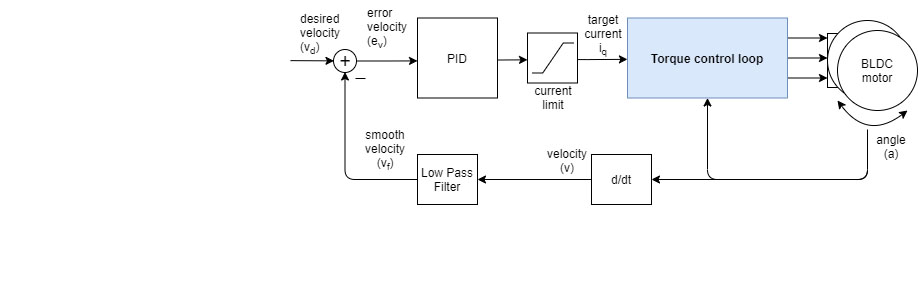 desired
velocity
(v_d)
error
velocity
(e_v)
+
−
PID
current
limit
target
current
i_q
Torque control loop
BLDC
motor
angle
(a)
smooth
velocity
(v_f)
Low Pass
Filter
velocity
(v)
d/dt